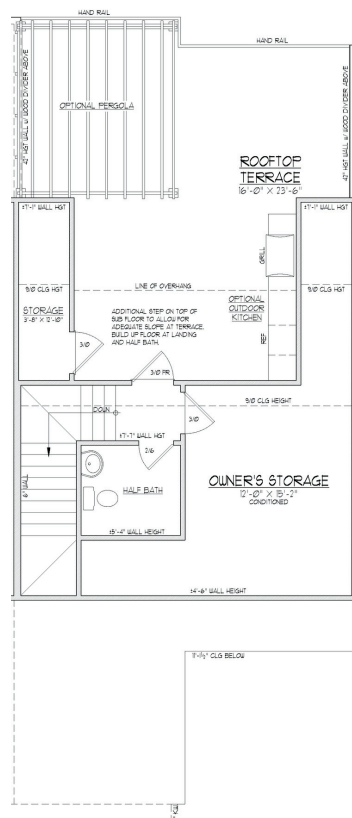 HAND RAIL
HAND RAIL
42" HGT WALL w/ WOOD DIVIDER ABOVE
OPTIONAL PERGOLA
42" HGT WALL w/ WOOD DIVIDER ABOVE
ROOFTOP
TERRACE
16'-0" X 23'-6"
±7'-1" WALL HGT
±7'-1" WALL HGT
GRILL
9/0 CLG HGT
LINE OF OVERHANG
9/0 CLG HGT
STORAGE
3'-8" X 12'-10"
OPTIONAL
OUTDOOR
KITCHEN
ADDITIONAL STEP ON TOP OF
SUB FLOOR TO ALLOW FOR
ADEQUATE SLOPE AT TERRACE.
BUILD UP FLOOR AT LANDING
AND HALF BATH.
REF
3/0
3/0 PR
DOWN
9/0 CLG HEIGHT
3/0
±7'-7" WALL HGT
2/6
6" WALL
HALF BATH
OWNER'S STORAGE
12'-0" X 15'-2"
CONDITIONED
±5'-4" WALL HEIGHT
±4'-6" WALL HEIGHT
11'-1½" CLG BELOW